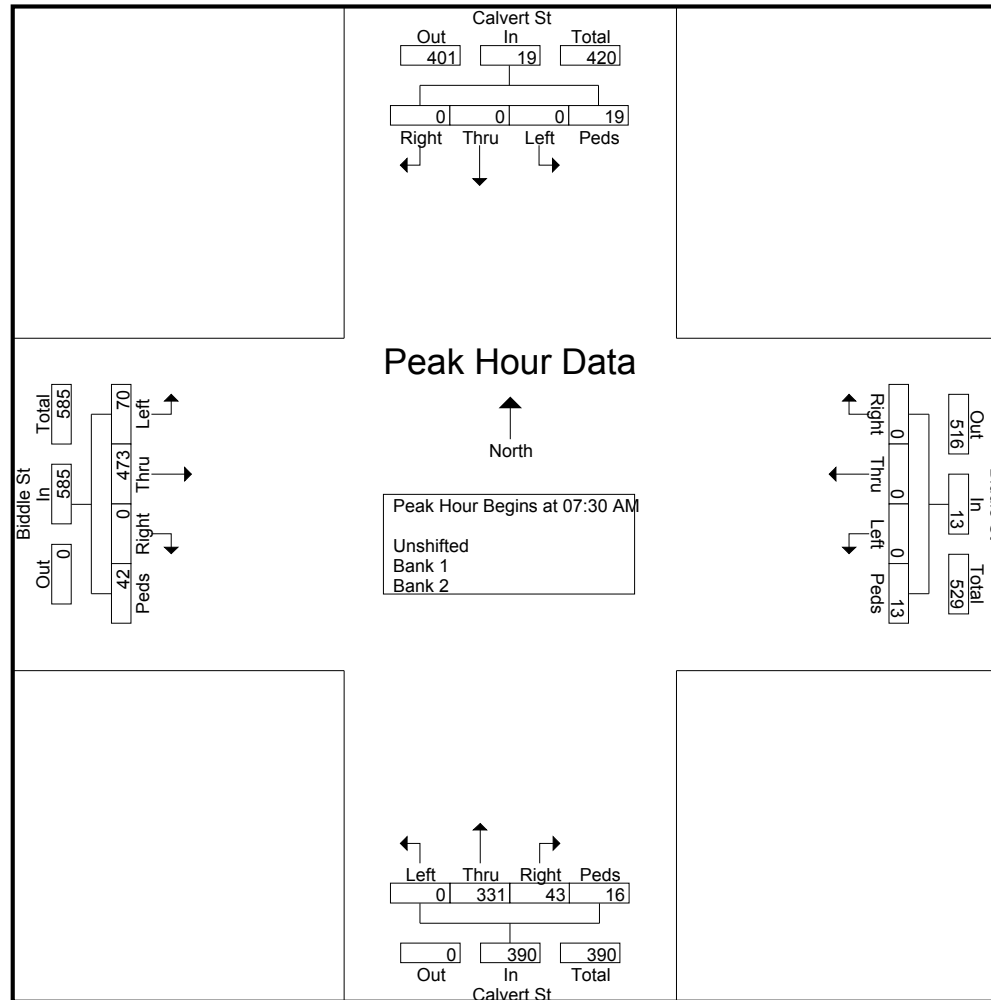 Calvert St
Out In Total
401 19 420
0 0 0 19
Right Thru Left Peds
Peak Hour Data
North
Peak Hour Begins at 07:30 AM
Unshifted
Bank 1
Bank 2
Biddle St
Out In Total
0 585 585
70 473 0 42
Left Thru Right Peds
Out In Total
516 13 529
0 0 0 13
Right Thru Left Peds
Left Thru Right Peds
0 331 43 16
0 390 390
Out In Total
Calvert St